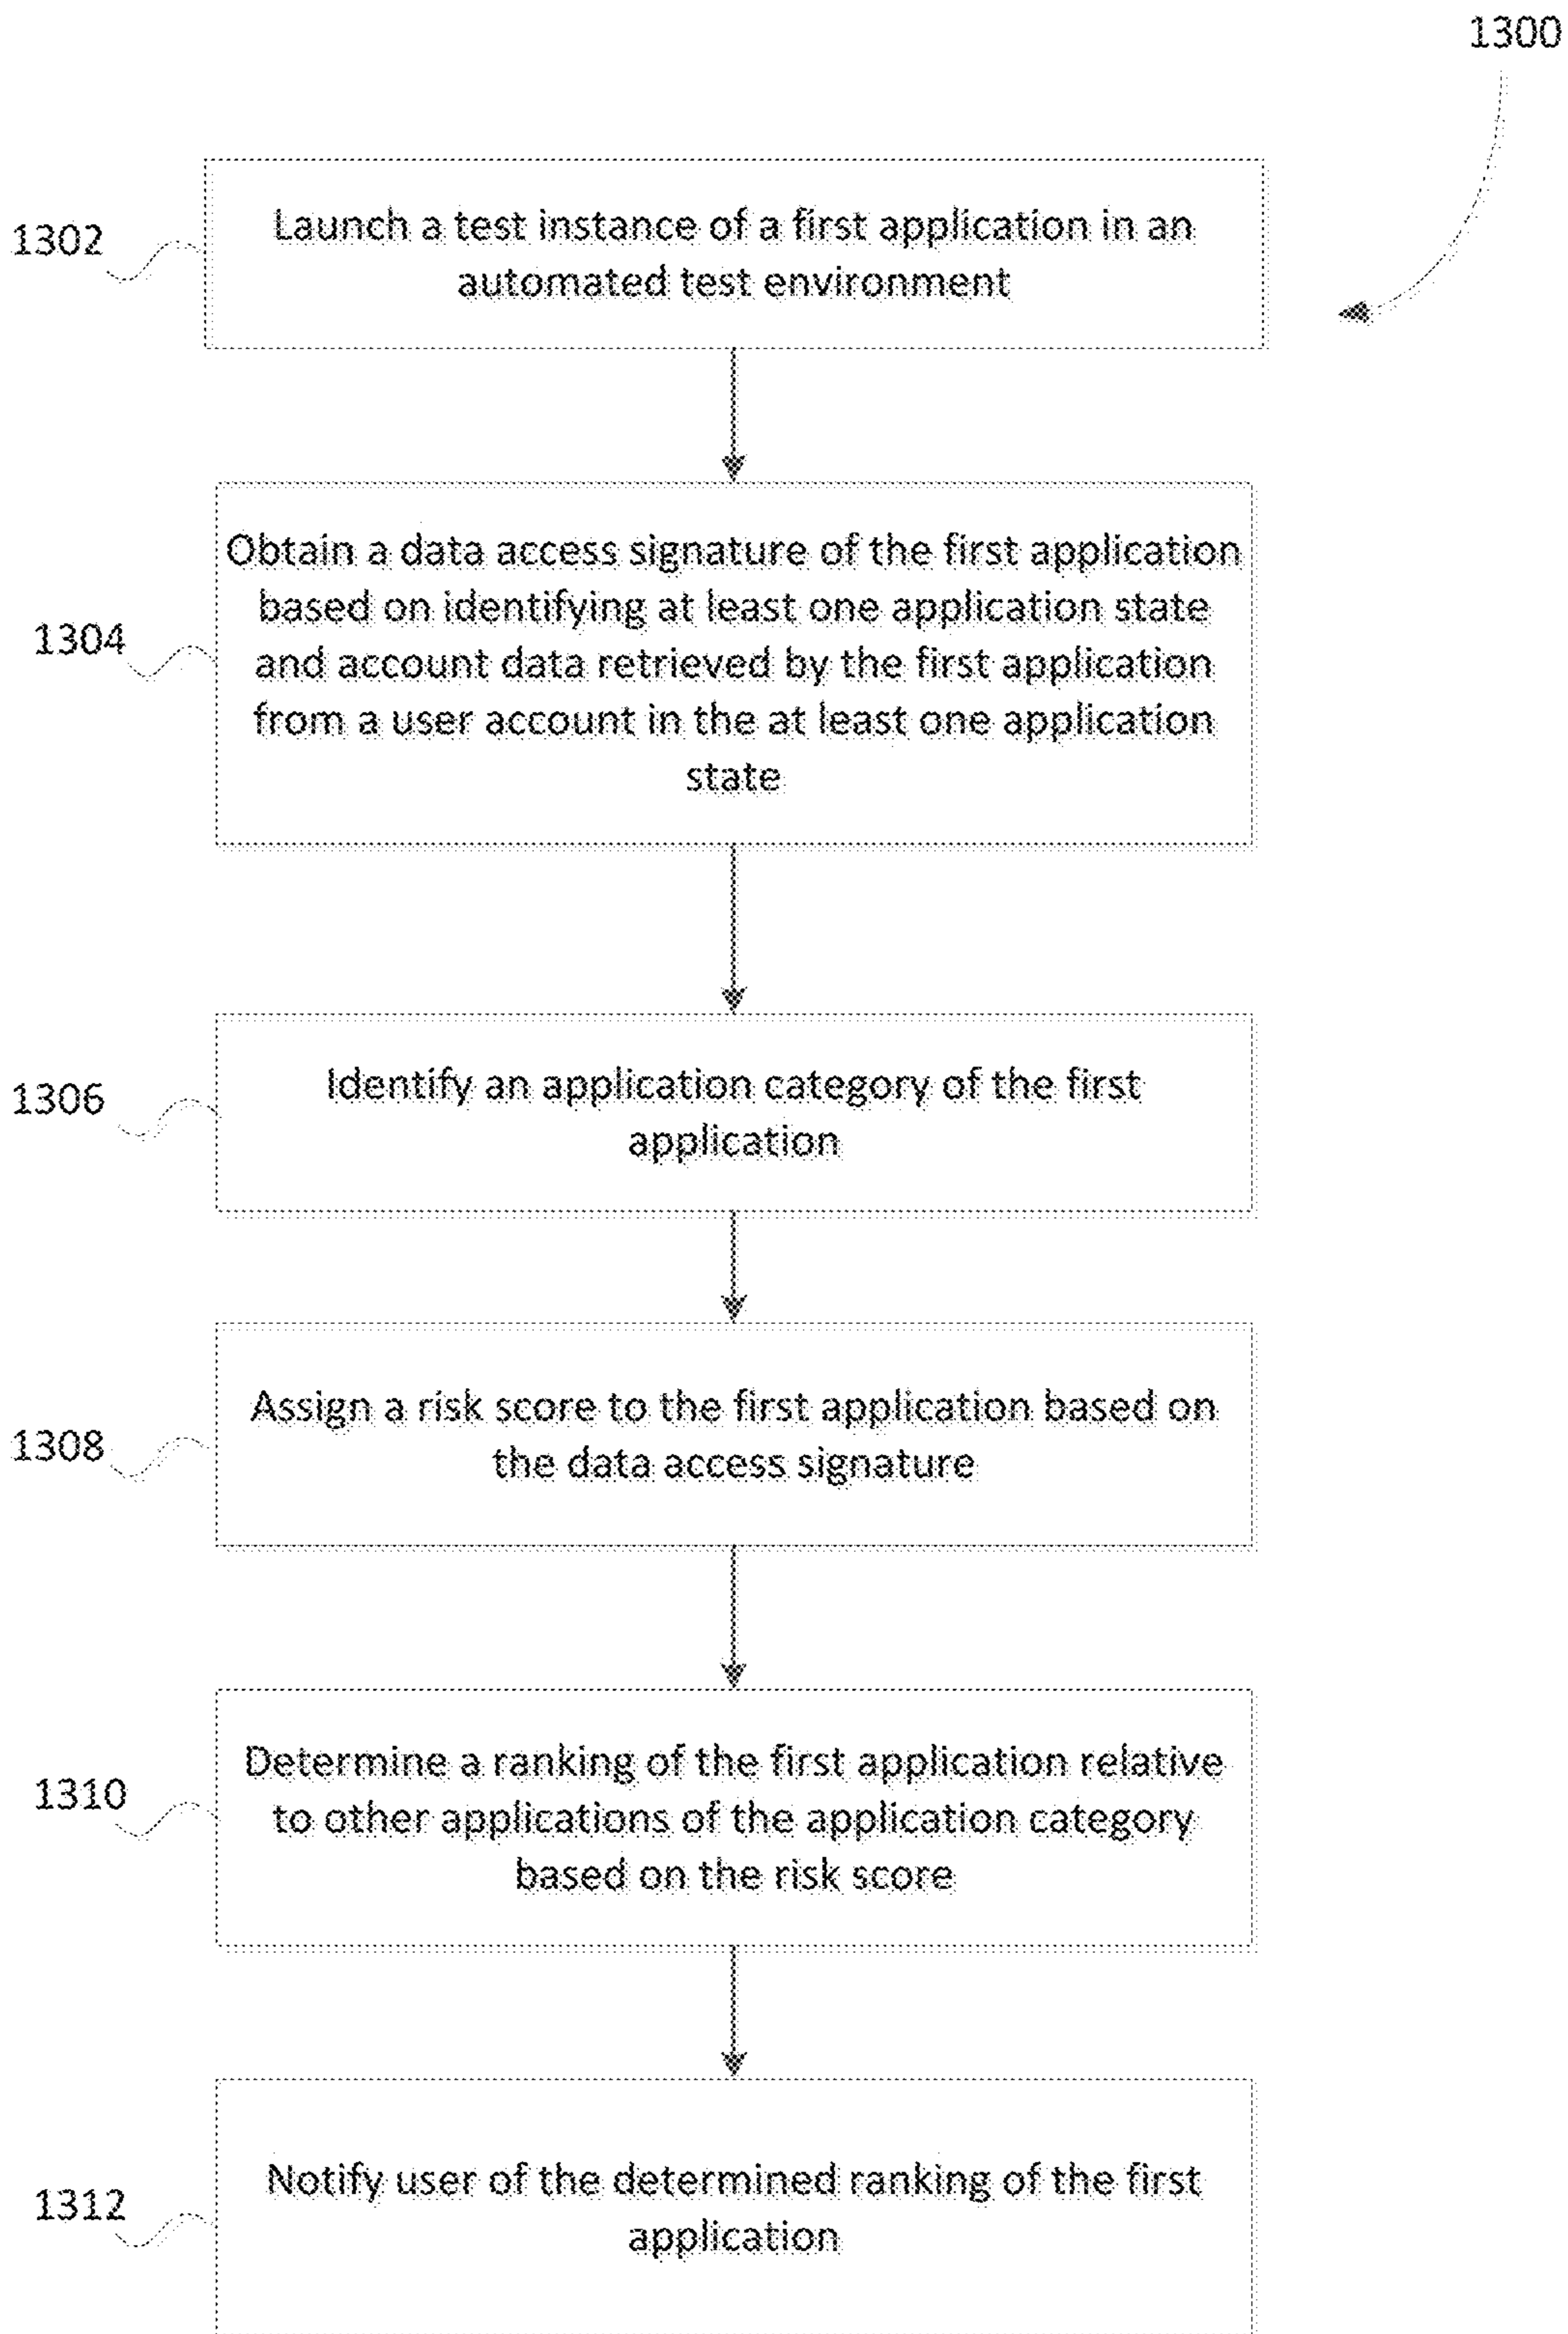 1300
1302
Launch a test instance of a first application in an
automated test environment
1304
Obtain a data access signature of the first application
based on identifying at least one application state
and account data retrieved by the first application
from a user account in the at least one application
state
1306
Identify an application category of the first
application
1308
Assign a risk score to the first application based on
the data access signature
1310
Determine a ranking of the first application relative
to other applications of the application category
based on the risk score
1312
Notify user of the determined ranking of the first
application